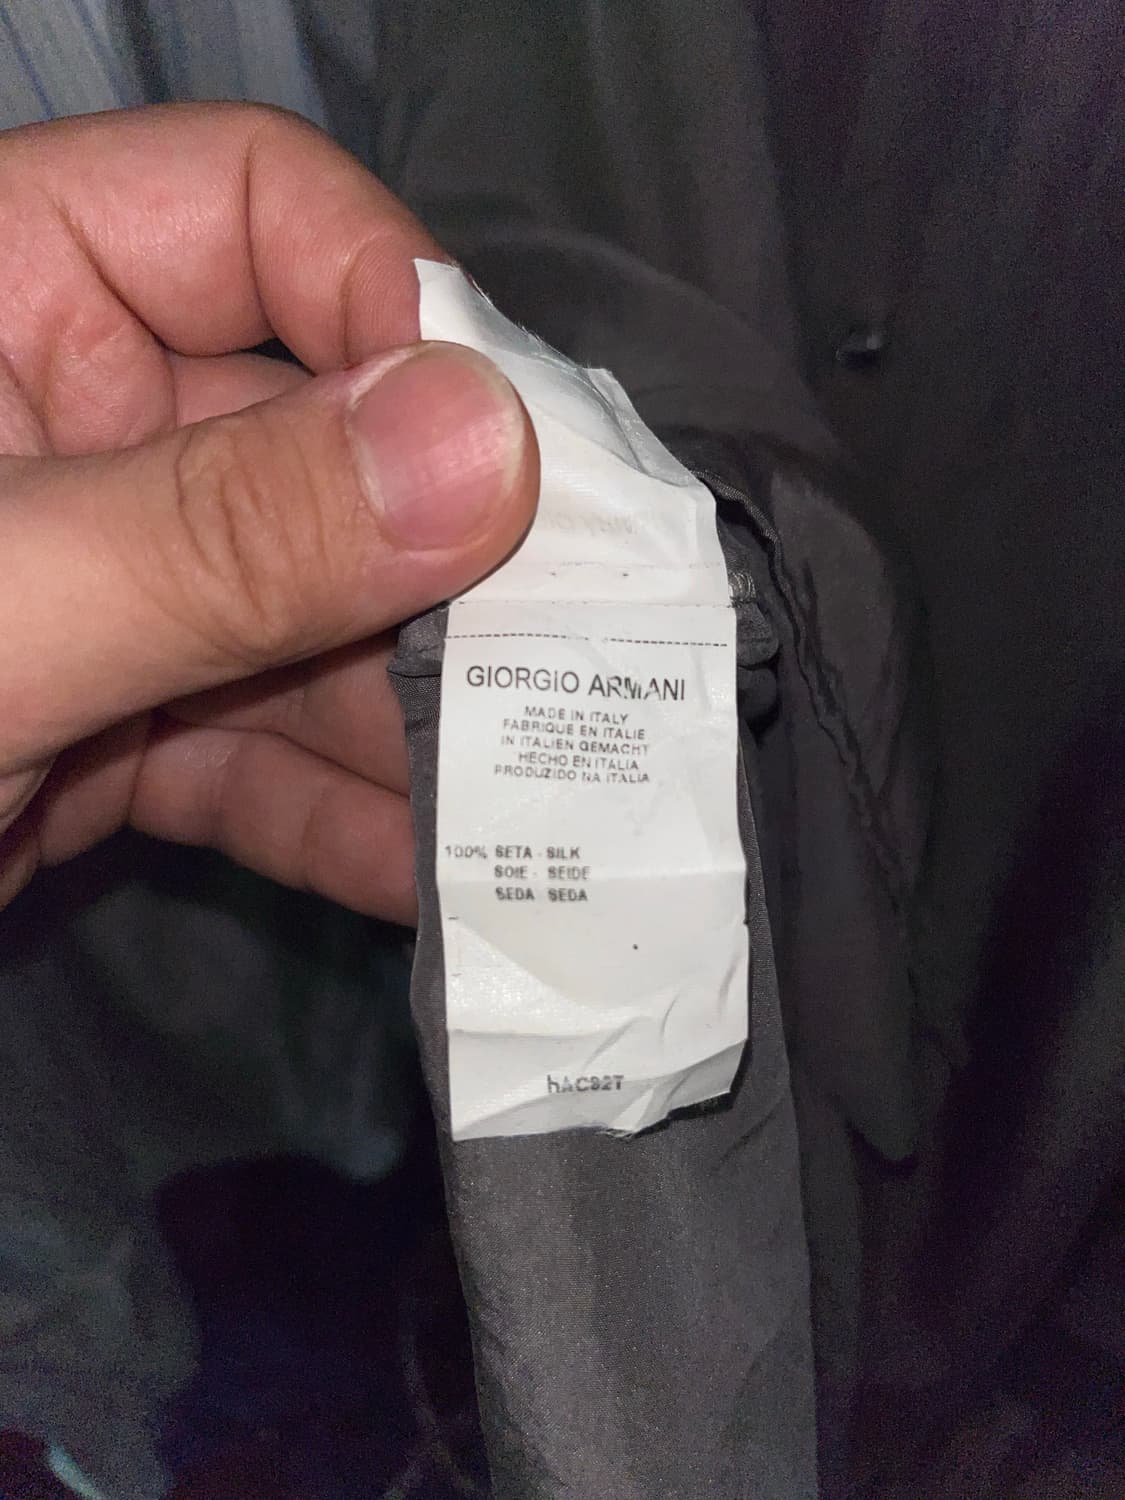 GIORGIO ARMANI
MADE IN ITALY
FABRIQUE EN ITALIE
IN ITALIEN GEMACHT
HECHO EN ITALIA
PRODUZIDO NA ITALIA
100% SETA - SILK
SOIE - SEIDE
SEDA SEDA
hAC92T